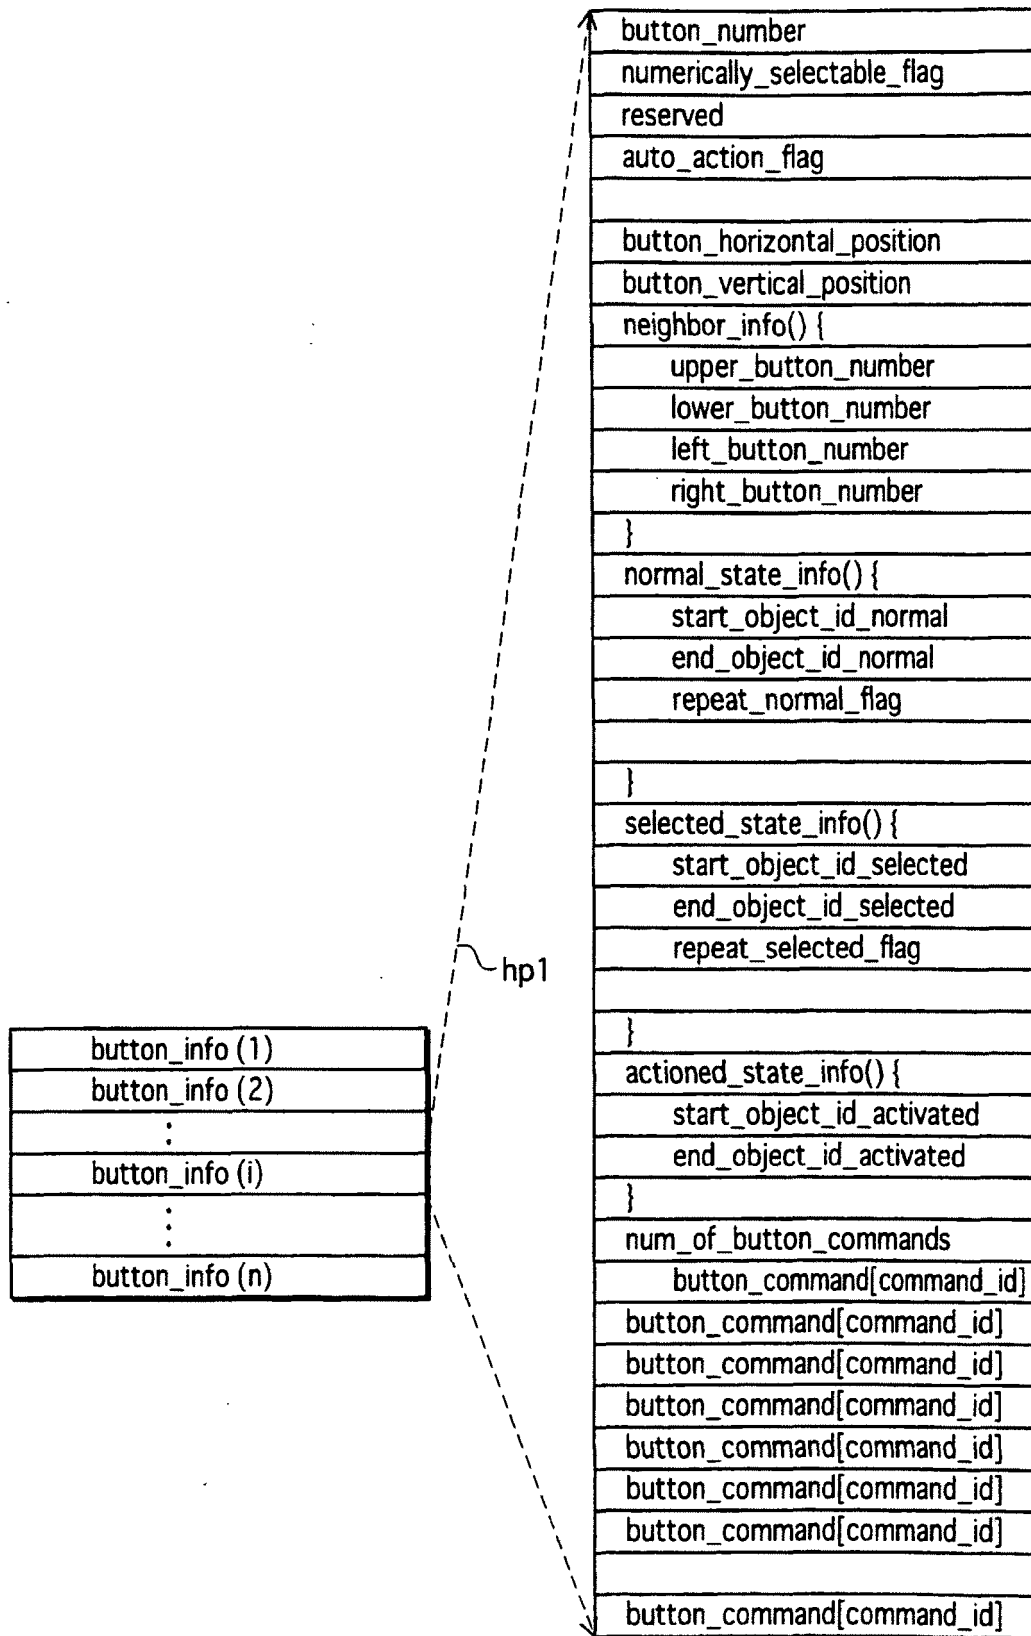 button_number
numerically_selectable_flag
reserved
auto_action_flag
button_horizontal_position
button_vertical_position
neighbor_info() {
upper_button_number
lower_button_number
left_button_number
right_button_number
}
normal_state_info() {
start_object_id_normal
end_object_id_normal
repeat_normal_flag
}
selected_state_info() {
start_object_id_selected
end_object_id_selected
repeat_selected_flag
}
actioned_state_info() {
start_object_id_activated
end_object_id_activated
}
num_of_button_commands
button_command[command_id]
button_command[command_id]
button_command[command_id]
button_command[command_id]
button_command[command_id]
button_command[command_id]
button_command[command_id]
button_command[command_id]
hp1
button_info (1)
button_info (2)
⋮
button_info (i)
⋮
button_info (n)